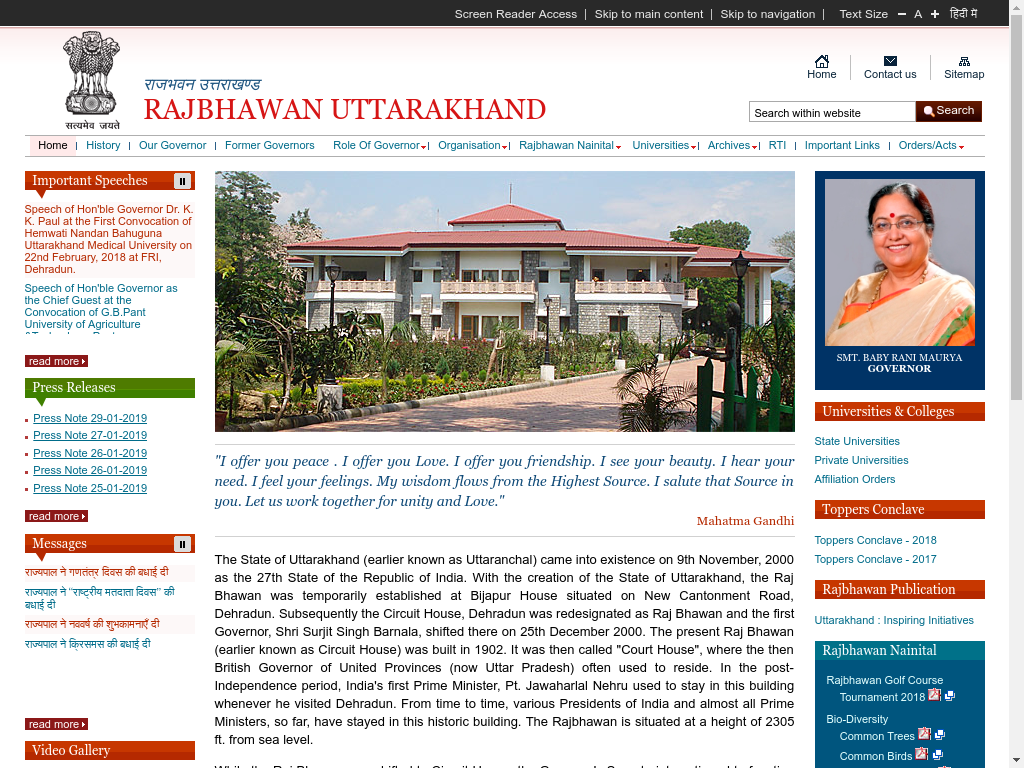 Screen Reader Access | Skip to main content | Skip to navigation | Text Size − A + हिंदी में
सत्यमेव जयते
राजभवन उत्तराखण्ड
RAJBHAWAN UTTARAKHAND
Home
Contact us
Sitemap
Search within website
Search
Home | History | Our Governor | Former Governors Role Of Governor | Organisation | Rajbhawan Nainital Universities | Archives | RTI | Important Links | Orders/Acts
Important Speeches
Speech of Hon'ble Governor Dr. K.
K. Paul at the First Convocation of
Hemwati Nandan Bahuguna
Uttarakhand Medical University on
22nd February, 2018 at FRI,
Dehradun.
Speech of Hon'ble Governor as
the Chief Guest at the
Convocation of G.B.Pant
University of Agriculture
read more
Press Releases
Press Note 29-01-2019
Press Note 27-01-2019
Press Note 26-01-2019
Press Note 26-01-2019
Press Note 25-01-2019
read more
Messages
राज्यपाल ने गणतंत्र दिवस की बधाई दी
राज्यपाल ने "राष्ट्रीय मतदाता दिवस" की
बधाई दी
राज्यपाल ने नववर्ष की शुभकामनाएँ दी
राज्यपाल ने क्रिसमस की बधाई दी
read more
Video Gallery
"I offer you peace . I offer you Love. I offer you friendship. I see your beauty. I hear your
need. I feel your feelings. My wisdom flows from the Highest Source. I salute that Source in
you. Let us work together for unity and Love."
Mahatma Gandhi
The State of Uttarakhand (earlier known as Uttaranchal) came into existence on 9th November, 2000
as the 27th State of the Republic of India. With the creation of the State of Uttarakhand, the Raj
Bhawan was temporarily established at Bijapur House situated on New Cantonment Road,
Dehradun. Subsequently the Circuit House, Dehradun was redesignated as Raj Bhawan and the first
Governor, Shri Surjit Singh Barnala, shifted there on 25th December 2000. The present Raj Bhawan
(earlier known as Circuit House) was built in 1902. It was then called "Court House", where the then
British Governor of United Provinces (now Uttar Pradesh) often used to reside. In the post-
Independence period, India's first Prime Minister, Pt. Jawaharlal Nehru used to stay in this building
whenever he visited Dehradun. From time to time, various Presidents of India and almost all Prime
Ministers, so far, have stayed in this historic building. The Rajbhawan is situated at a height of 2305
ft. from sea level.
SMT. BABY RANI MAURYA
GOVERNOR
Universities & Colleges
State Universities
Private Universities
Affiliation Orders
Toppers Conclave
Toppers Conclave - 2018
Toppers Conclave - 2017
Rajbhawan Publication
Uttarakhand : Inspiring Initiatives
Rajbhawan Nainital
Rajbhawan Golf Course
Tournament 2018
Bio-Diversity
Common Trees
Common Birds